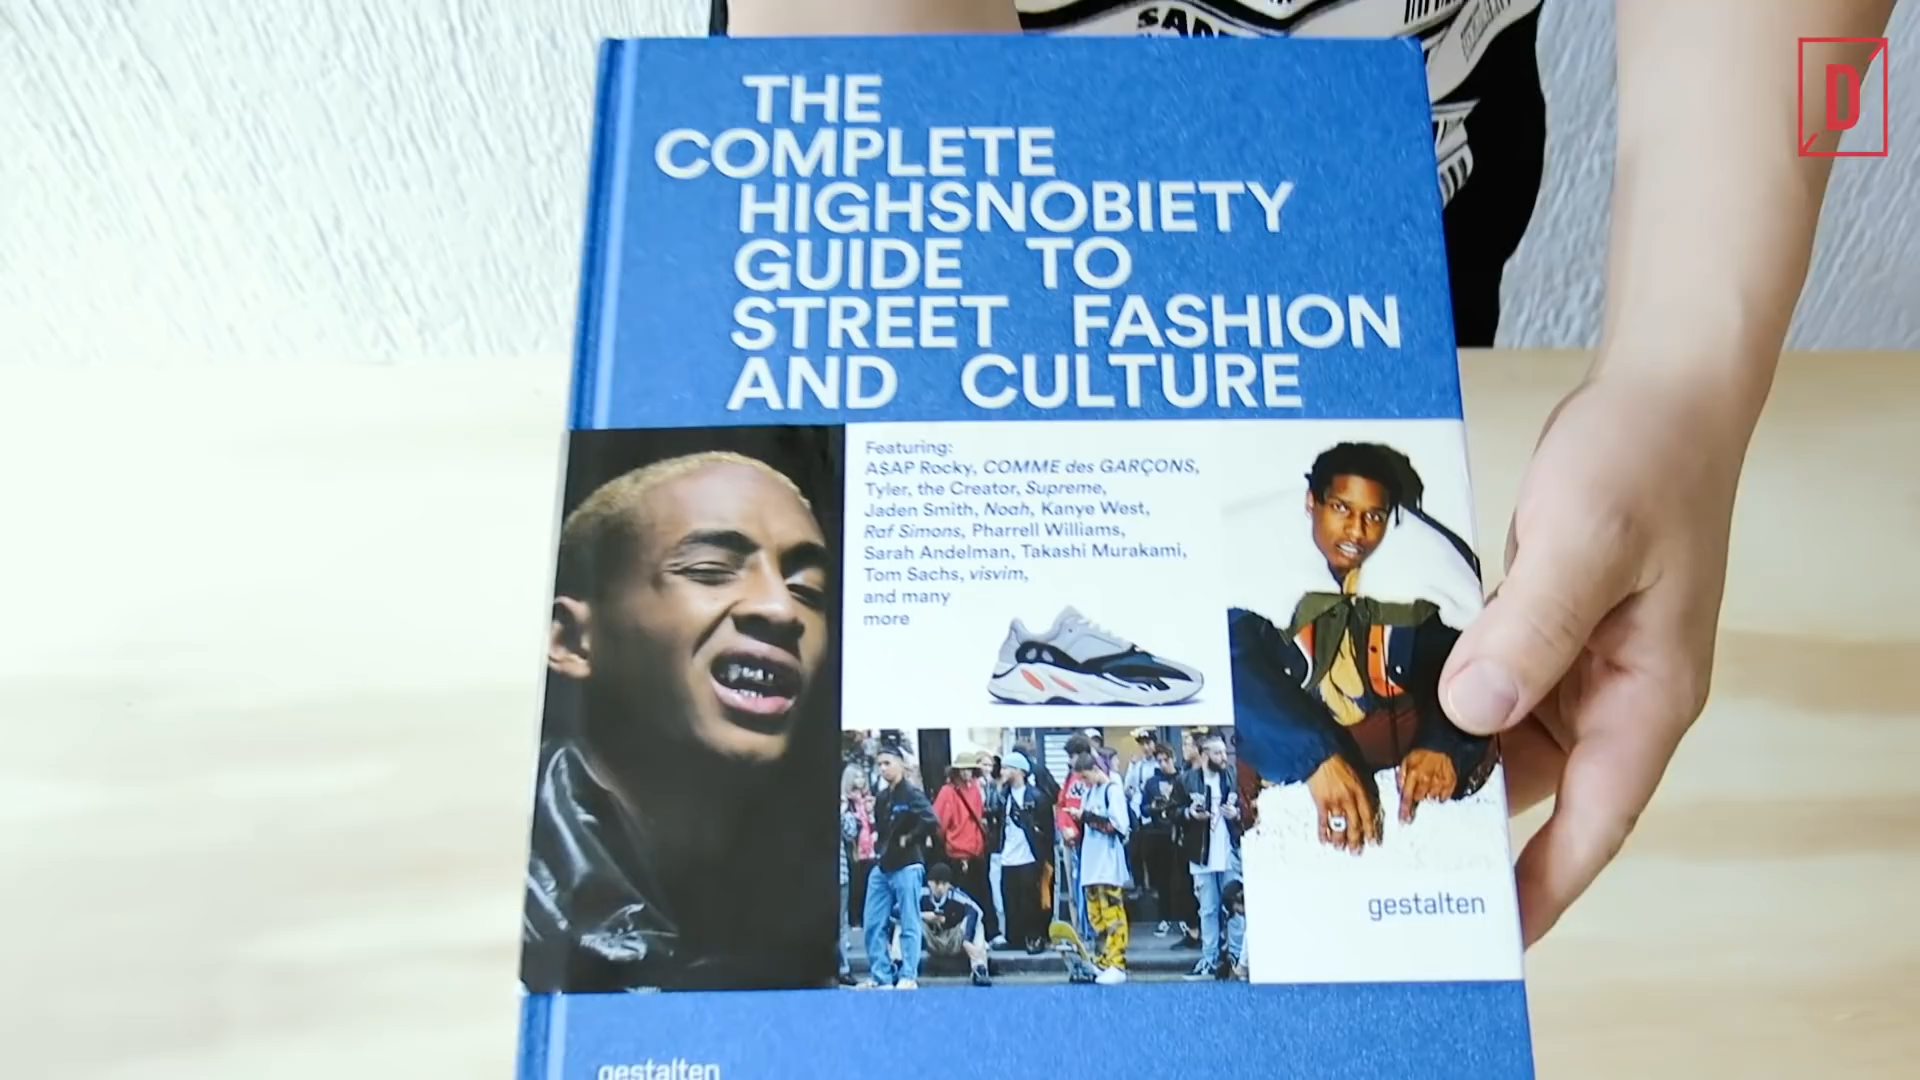 SAD
D
THE
COMPLETE
HIGHSNOBIETY
GUIDE TO
STREET FASHION
AND CULTURE
Featuring:
A$AP Rocky, COMME des GARÇONS,
Tyler, the Creator, Supreme,
Jaden Smith, Noah, Kanye West,
Raf Simons, Pharrell Williams,
Sarah Andelman, Takashi Murakami,
Tom Sachs, visvim,
and many
more
gestalten
gestalten